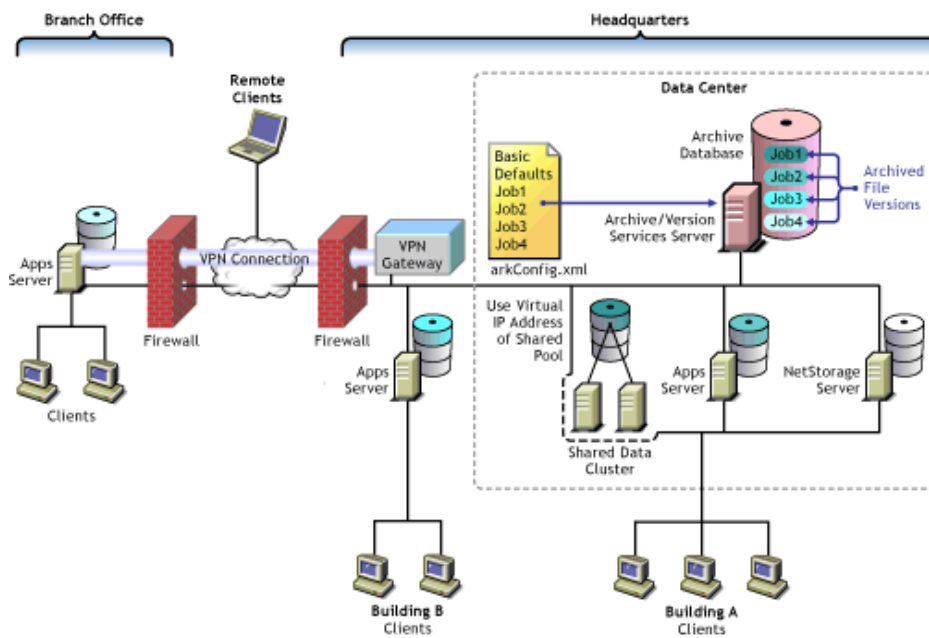 Branch Office
Headquarters
Remote
Clients
Data Center
Archive
Database
Basic
Defaults
Job1
Job2
Job3
Job4
arkConfig.xml
Job1
Job2
Job3
Job4
Archived
File
Versions
Archive/Version
Services Server
Apps
Server
VPN Connection
VPN
Gateway
Firewall
Firewall
Clients
Apps
Server
Use Virtual
IP Address
of Shared
Pool
Apps
Server
NetStorage
Server
Shared Data
Cluster
Building B
Clients
Building A
Clients